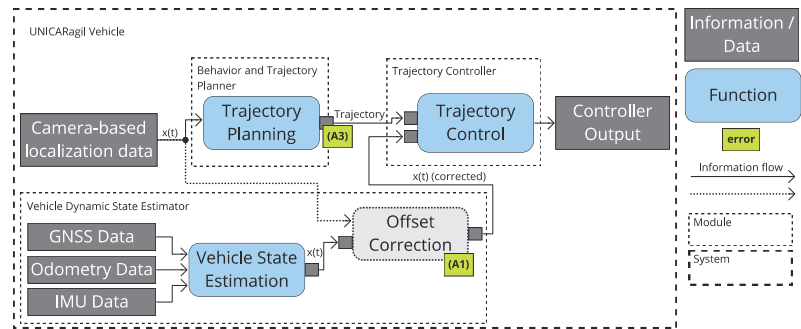 UNICARagil Vehicle
Behavior and Trajectory
Planner
Trajectory
Planning
(A3)
Trajectory
Trajectory Controller
Trajectory
Control
Controller
Output
Camera-based
localization data
x(t)
x(t) (corrected)
Vehicle Dynamic State Estimator
GNSS Data
Odometry Data
IMU Data
Vehicle State
Estimation
x(t)
Offset
Correction
(A1)
Information /
Data
Function
error
Information flow
Module
System